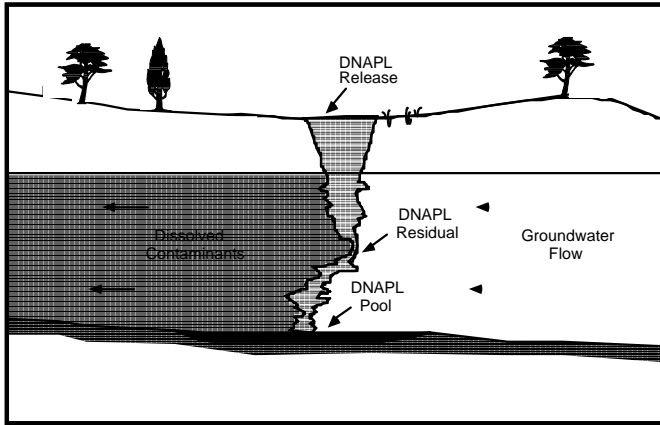 DNAPL
Release
DNAPL
Residual
Dissolved
Contaminants
Groundwater
Flow
DNAPL
Pool